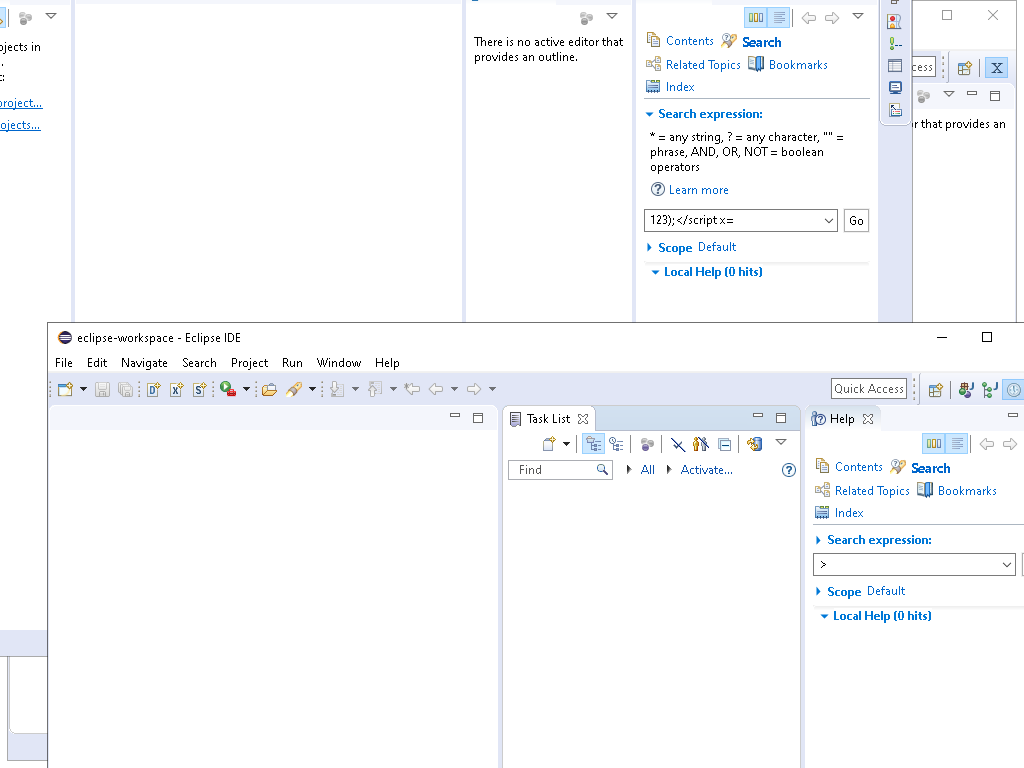 ojects in
project...
ojects...
There is no active editor that
provides an outline.
Contents Search
Related Topics Bookmarks
Index
Search expression:
* = any string, ? = any character, "" =
phrase, AND, OR, NOT = boolean
operators
Learn more
123);</script x=
Go
Scope Default
Local Help (0 hits)
cess
or that provides an
eclipse-workspace - Eclipse IDE
File Edit Navigate Search Project Run Window Help
Quick Access
Task List
Find
All
Activate...
Help
Contents Search
Related Topics Bookmarks
Index
Search expression:
>
Scope Default
Local Help (0 hits)